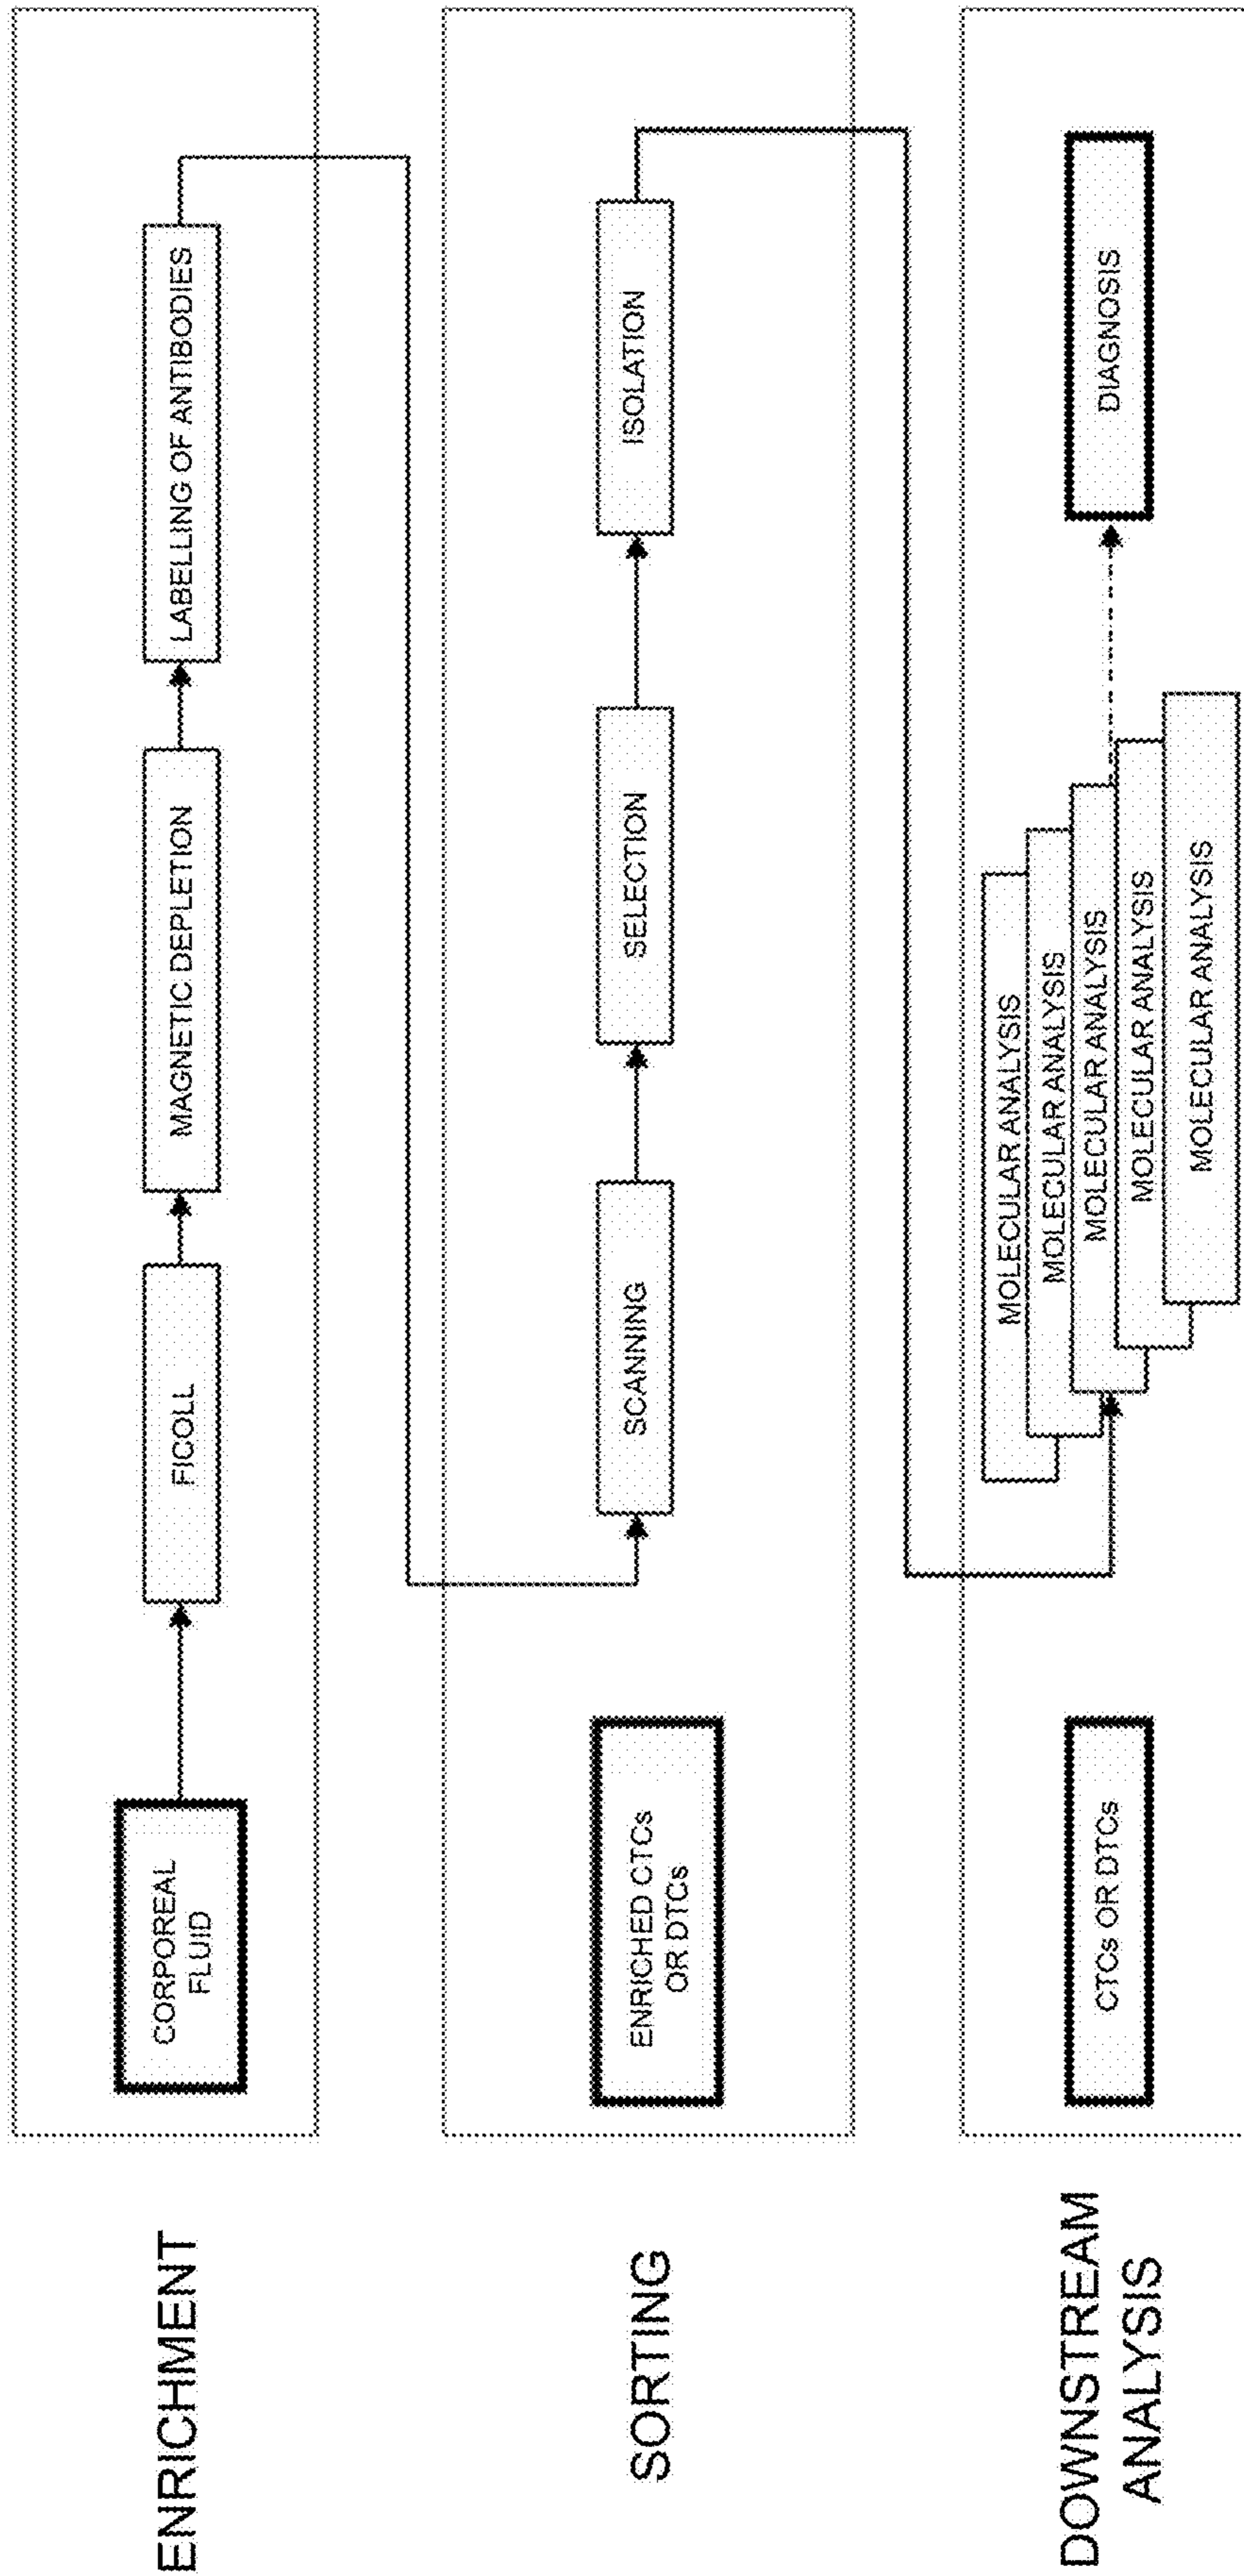 ENRICHMENT
CORPOREAL
FLUID
FICOLL
MAGNETIC DEPLETION
LABELLING OF ANTIBODIES
SORTING
ENRICHED CTCs
OR DTCs
SCANNING
SELECTION
ISOLATION
DOWNSTREAM
ANALYSIS
CTCs OR DTCs
MOLECULAR ANALYSIS
MOLECULAR ANALYSIS
MOLECULAR ANALYSIS
MOLECULAR ANALYSIS
MOLECULAR ANALYSIS
DIAGNOSIS